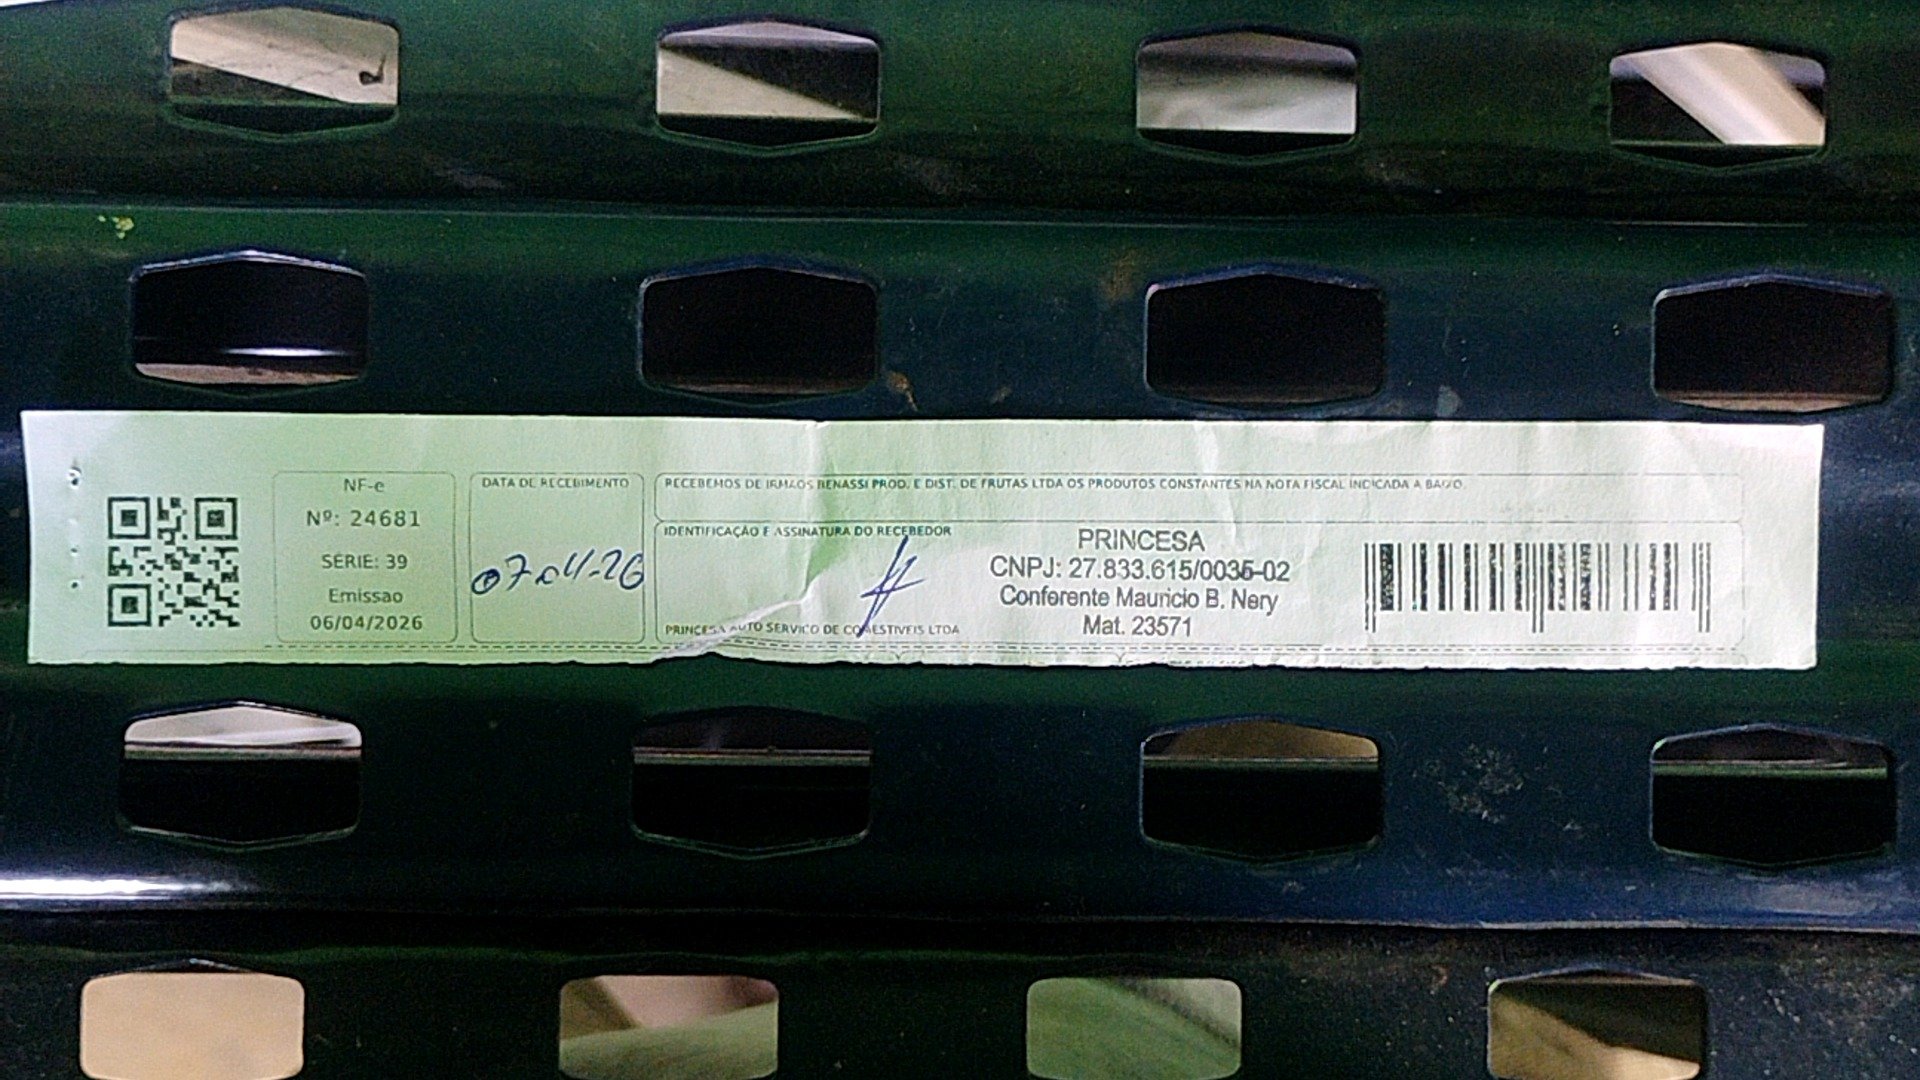 NF-e
Nº: 24681
SÉRIE: 39
Emissao
06/04/2026
DATA DE RECEBIMENTO
07-04-26
RECEBEMOS DE IRMAOS BENASSI PROD. E DIST. DE FRUTAS LTDA OS PRODUTOS CONSTANTES NA NOTA FISCAL INDICADA A BAIXO.
IDENTIFICAÇÃO E ASSINATURA DO RECEBEDOR
PRINCESA AUTO SERVICO DE COMESTIVEIS LTDA
PRINCESA
CNPJ: 27.833.615/0035-02
Conferente Mauricio B. Nery
Mat. 23571